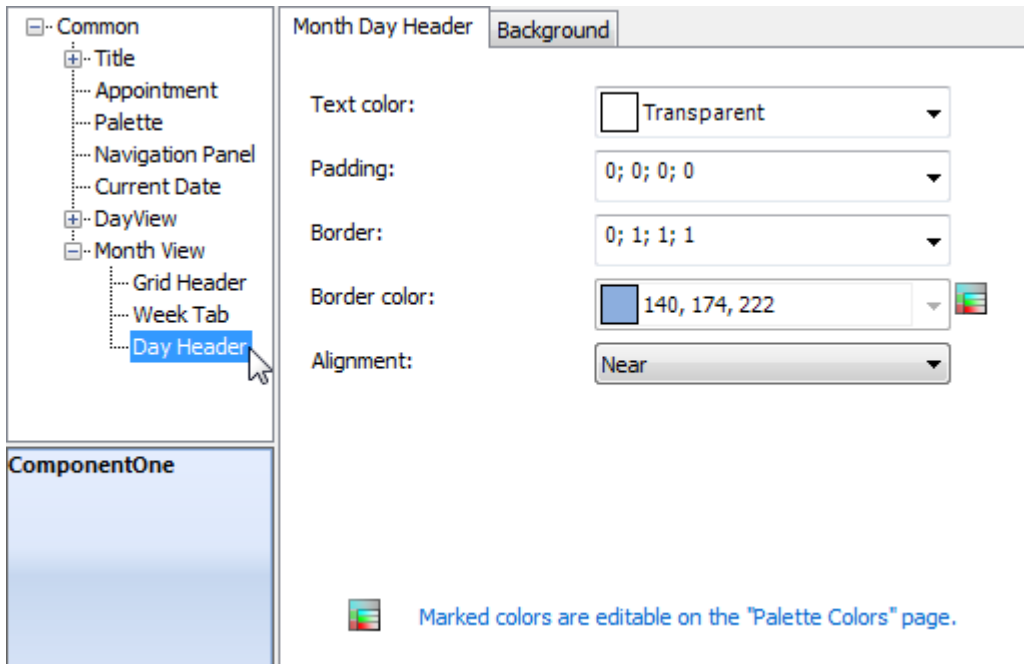 Common
Title
Appointment
Palette
Navigation Panel
Current Date
DayView
Month View
Grid Header
Week Tab
Day Header
ComponentOne
Month Day Header
Background
Text color:
Transparent
Padding:
0; 0; 0; 0
Border:
0; 1; 1; 1
Border color:
140, 174, 222
Alignment:
Near
Marked colors are editable on the "Palette Colors" page.